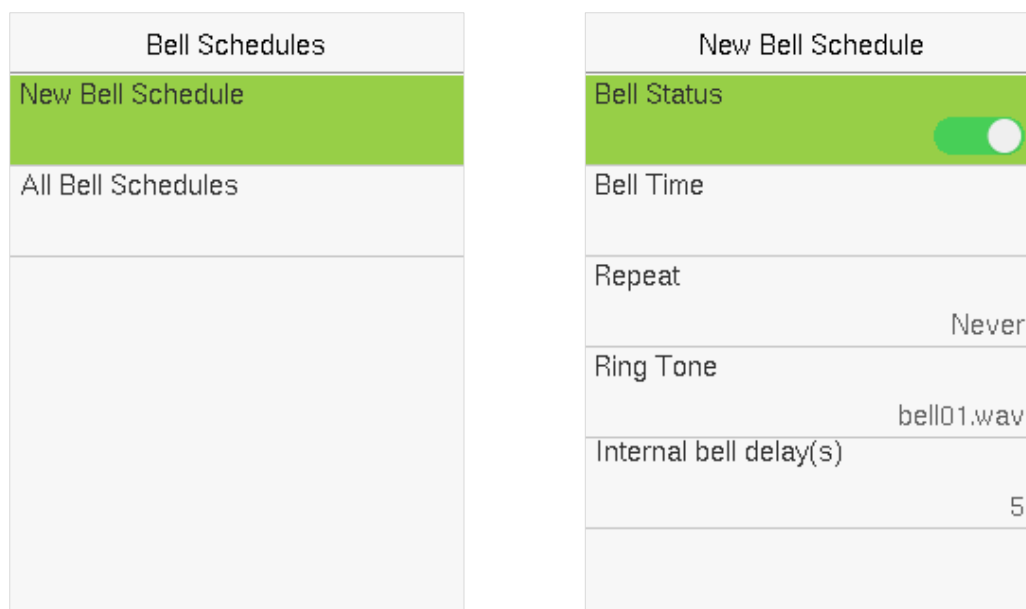 Bell Schedules
New Bell Schedule
All Bell Schedules
New Bell Schedule
Bell Status
Bell Time
Repeat
Never
Ring Tone
bell01.wav
Internal bell delay(s)
5